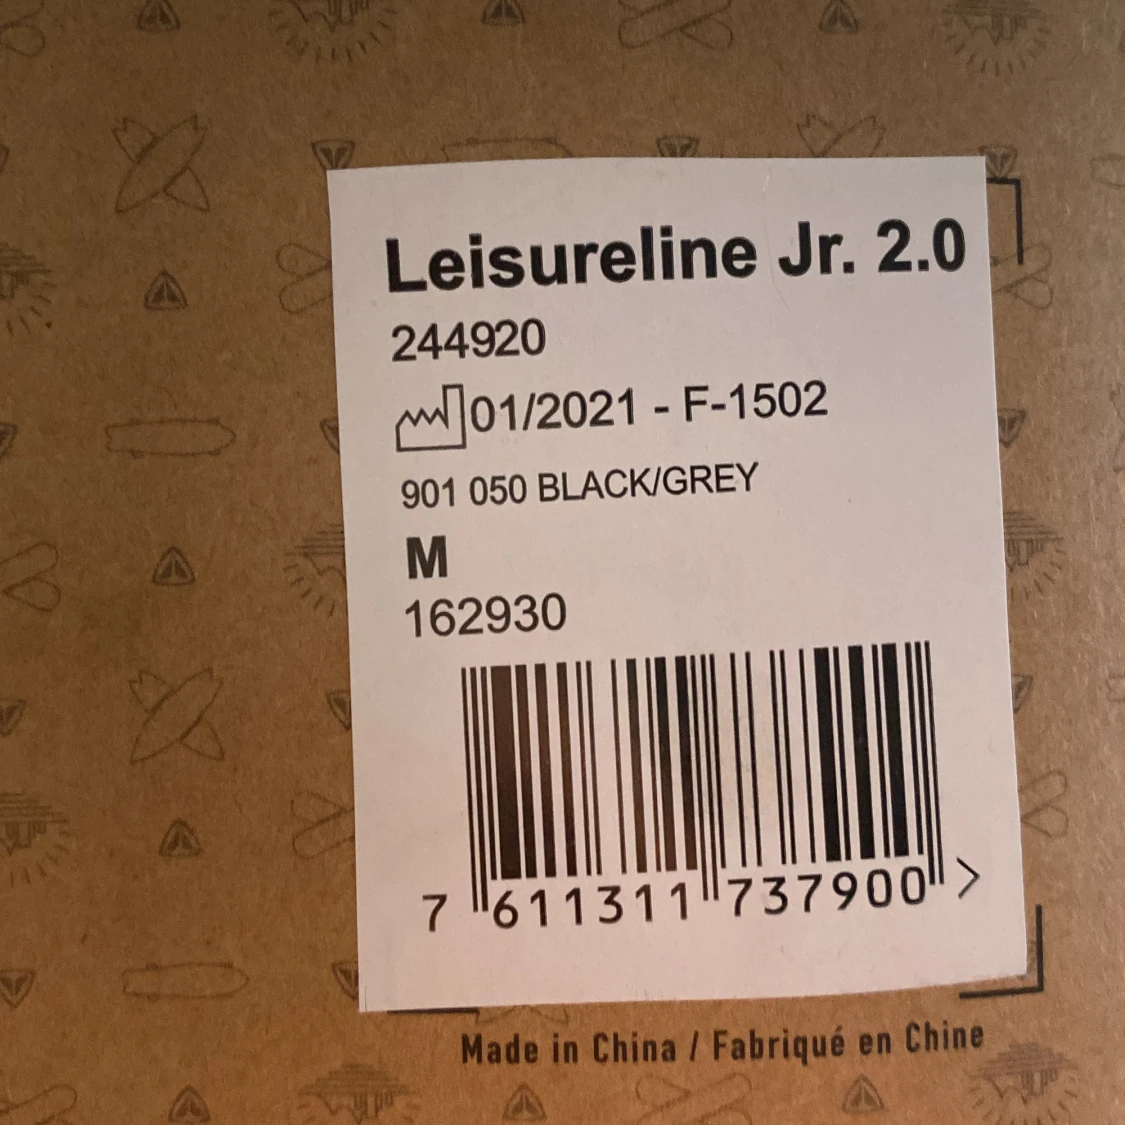 Leisureline Jr. 2.0
244920
01/2021 - F-1502
901 050 BLACK/GREY
M
162930
7 611311 737900 >
Made in China / Fabriqué en Chine